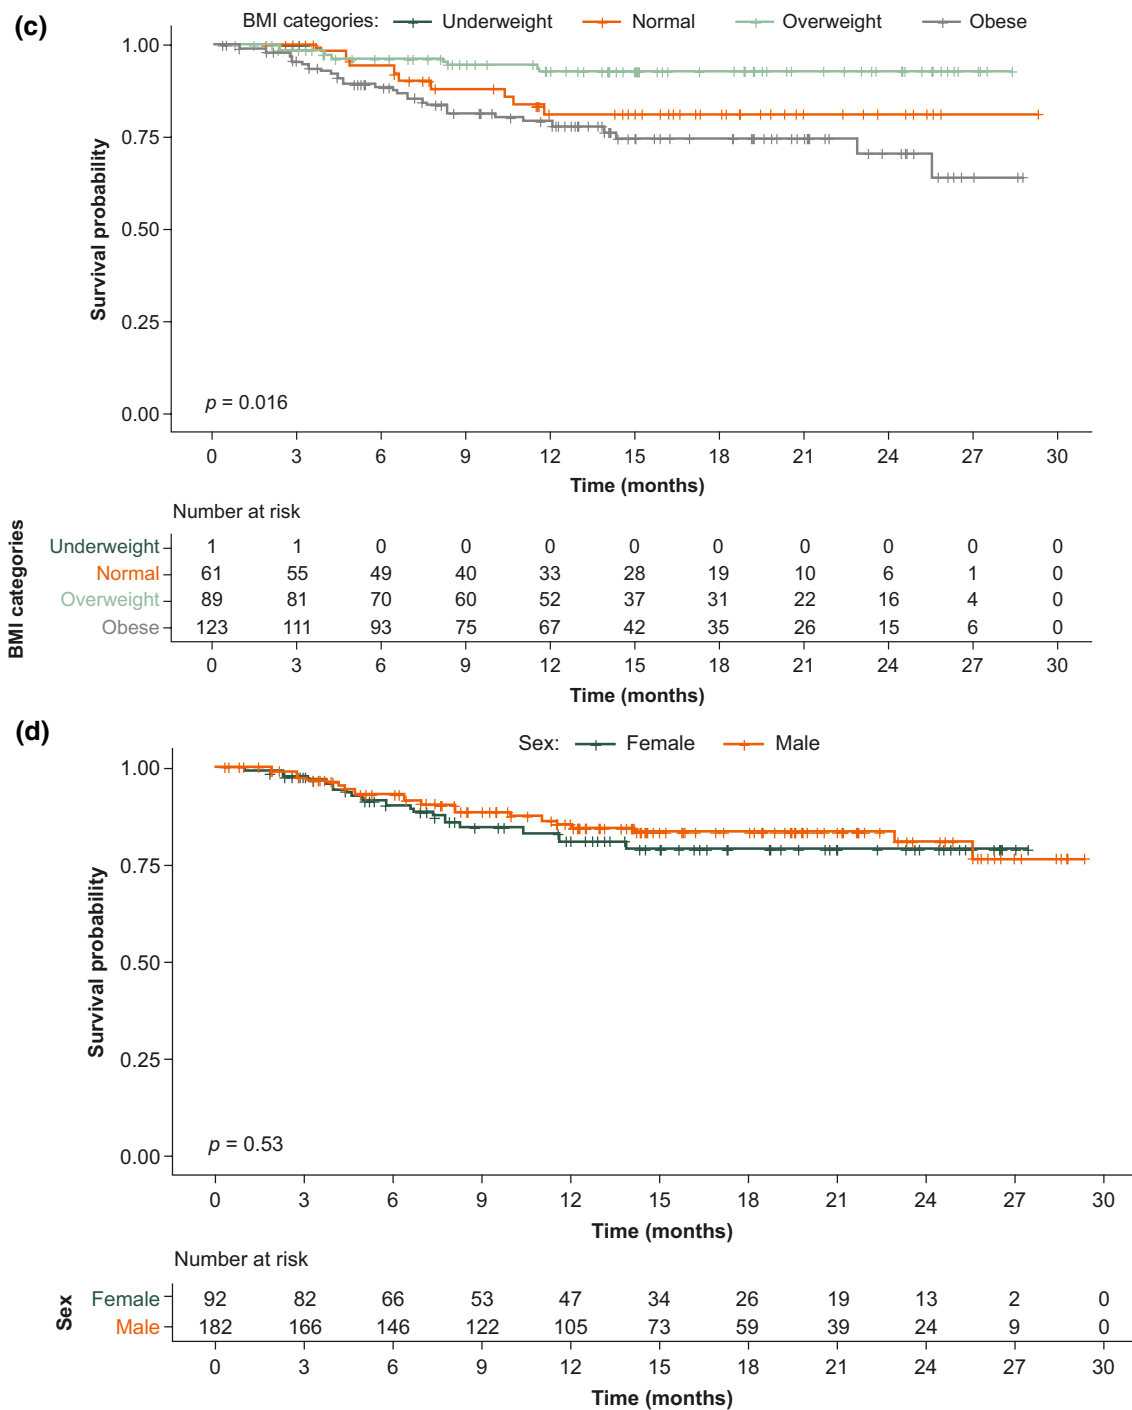 (c)
BMI categories: Underweight Normal Overweight Obese
1.00
0.75
0.50
0.25
0.00
Survival probability
p = 0.016
0 3 6 9 12 15 18 21 24 27 30
Time (months)
Number at risk
BMI categories
Underweight 1 1 0 0 0 0 0 0 0 0 0
Normal 61 55 49 40 33 28 19 10 6 1 0
Overweight 89 81 70 60 52 37 31 22 16 4 0
Obese 123 111 93 75 67 42 35 26 15 6 0
0 3 6 9 12 15 18 21 24 27 30
Time (months)
(d)
Sex: Female Male
1.00
0.75
0.50
0.25
0.00
Survival probability
p = 0.53
0 3 6 9 12 15 18 21 24 27 30
Time (months)
Number at risk
Sex
Female 92 82 66 53 47 34 26 19 13 2 0
Male 182 166 146 122 105 73 59 39 24 9 0
0 3 6 9 12 15 18 21 24 27 30
Time (months)